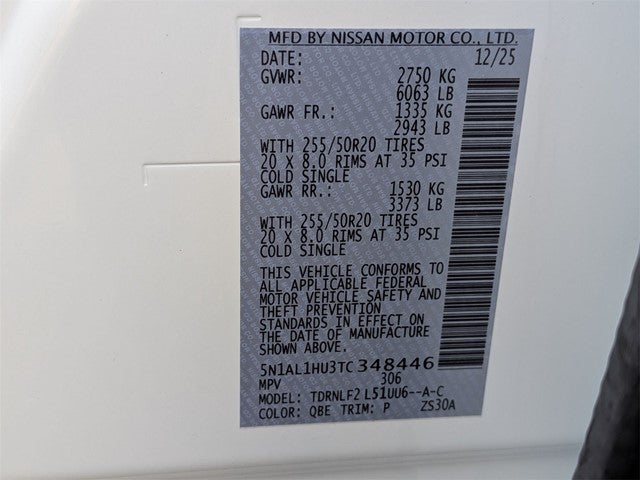 MFD BY NISSAN MOTOR CO., LTD.
DATE: 12/25
GVWR: 2750 KG
6063 LB
GAWR FR.: 1335 KG
2943 LB
WITH 255/50R20 TIRES
20 X 8.0 RIMS AT 35 PSI
COLD SINGLE
GAWR RR.: 1530 KG
3373 LB
WITH 255/50R20 TIRES
20 X 8.0 RIMS AT 35 PSI
COLD SINGLE
THIS VEHICLE CONFORMS TO
ALL APPLICABLE FEDERAL
MOTOR VEHICLE SAFETY AND
THEFT PREVENTION
STANDARDS IN EFFECT ON
THE DATE OF MANUFACTURE
SHOWN ABOVE.
5N1AL1HU3TC348446
MPV 306
MODEL: TDRNLF2 L51UU6--A-C
COLOR: QBE TRIM: P ZS30A